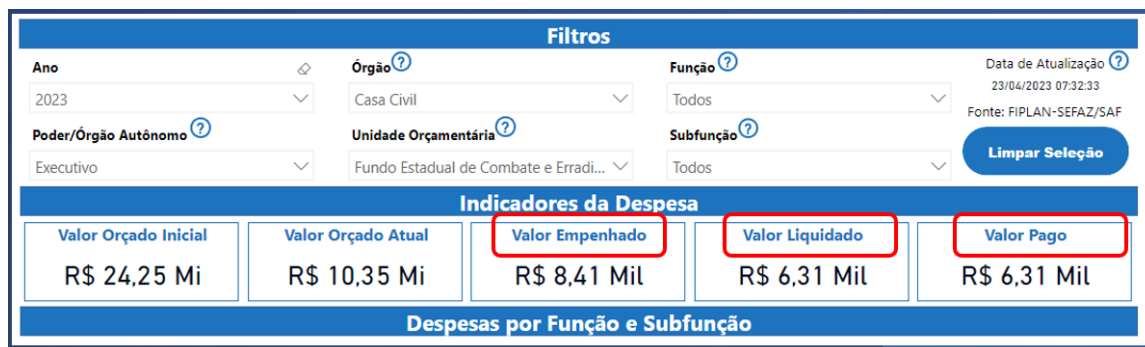 Filtros
Ano
2023
Órgão ?
Casa Civil
Função ?
Todos
Data de Atualização ?
23/04/2023 07:32:33
Fonte: FIPLAN-SEFAZ/SAF
Poder/Órgão Autônomo ?
Executivo
Unidade Orçamentária ?
Fundo Estadual de Combate e Erradi...
Subfunção ?
Todos
Limpar Seleção
Indicadores da Despesa
Valor Orçado Inicial
R$ 24,25 Mi
Valor Orçado Atual
R$ 10,35 Mi
Valor Empenhado
R$ 8,41 Mil
Valor Liquidado
R$ 6,31 Mil
Valor Pago
R$ 6,31 Mil
Despesas por Função e Subfunção